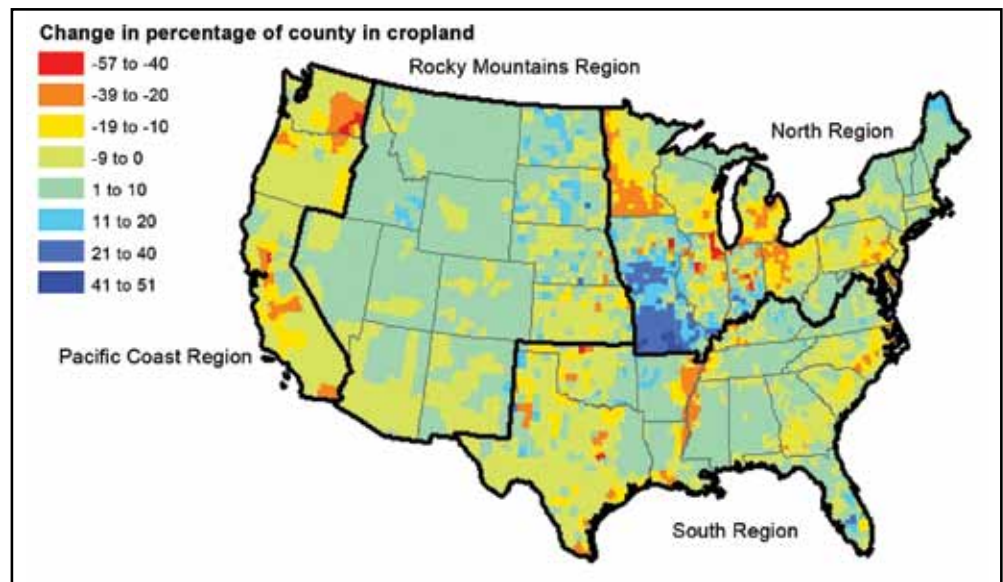 Change in percentage of county in cropland
-57 to -40
-39 to -20
-19 to -10
-9 to 0
1 to 10
11 to 20
21 to 40
41 to 51
Rocky Mountains Region
North Region
Pacific Coast Region
South Region